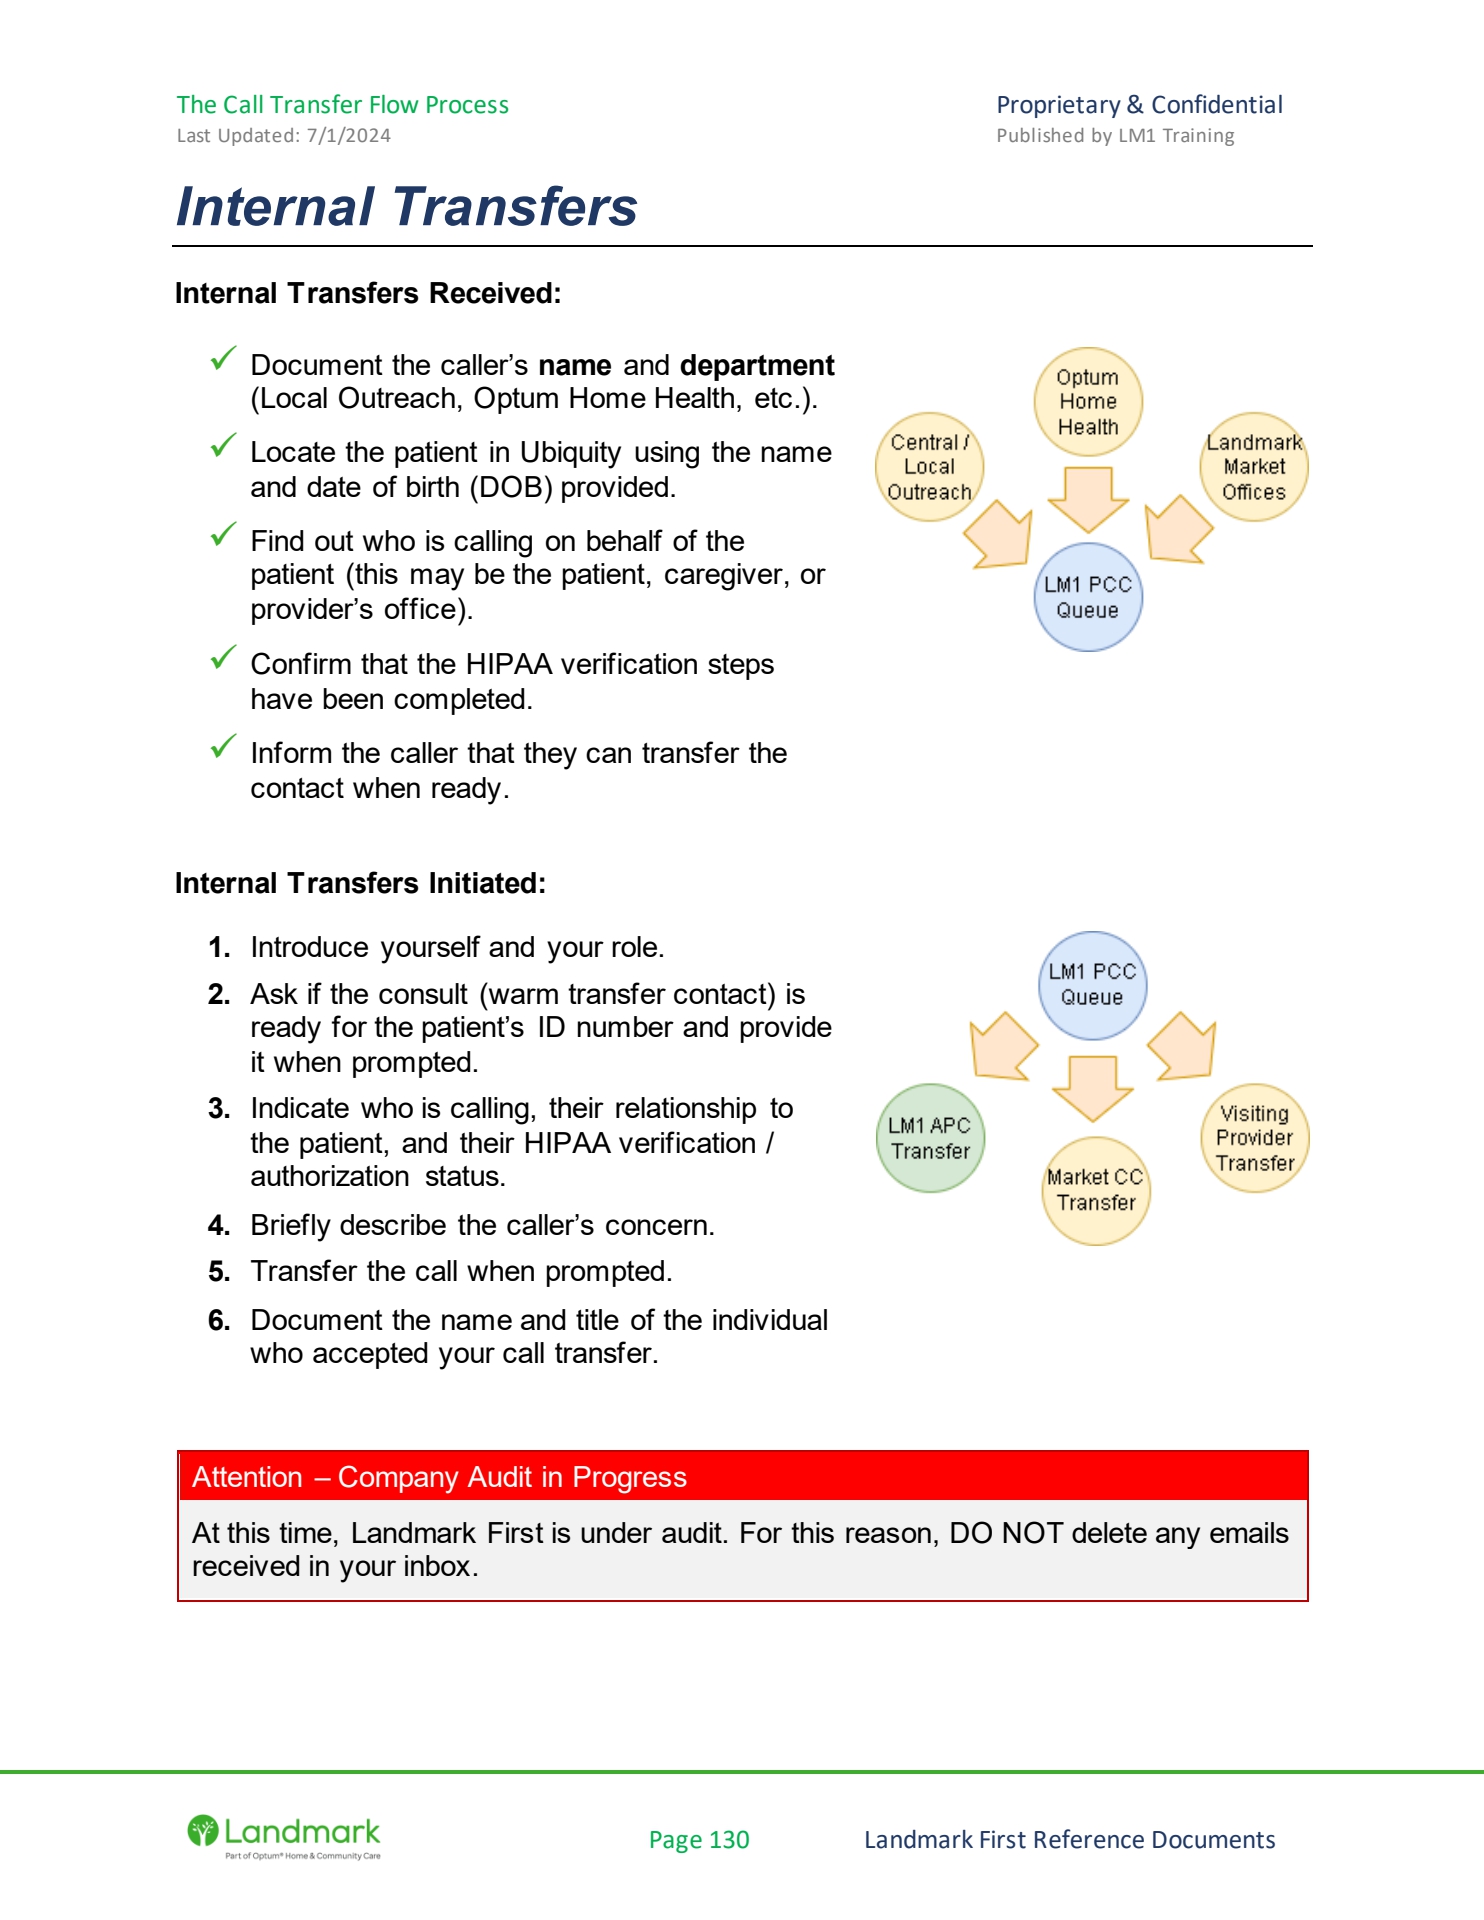 The Call Transfer Flow Process
Proprietary & Confidential
Last Updated: 7/1/2024
Published by LM1 Training
Internal Transfers
Internal Transfers Received:
✓ Document the caller’s name and department
(Local Outreach, Optum Home Health, etc.).
✓ Locate the patient in Ubiquity using the name
and date of birth (DOB) provided.
✓ Find out who is calling on behalf of the
patient (this may be the patient, caregiver, or
provider’s office).
✓ Confirm that the HIPAA verification steps
have been completed.
✓ Inform the caller that they can transfer the
contact when ready.
Central /
Local
Outreach
Optum
Home
Health
Landmark
Market
Offices
LM1 PCC
Queue
Internal Transfers Initiated:
1. Introduce yourself and your role.
2. Ask if the consult (warm transfer contact) is
ready for the patient’s ID number and provide
it when prompted.
3. Indicate who is calling, their relationship to
the patient, and their HIPAA verification /
authorization status.
4. Briefly describe the caller’s concern.
5. Transfer the call when prompted.
6. Document the name and title of the individual
who accepted your call transfer.
LM1 PCC
Queue
LM1 APC
Transfer
Market CC
Transfer
Visiting
Provider
Transfer
Attention – Company Audit in Progress
At this time, Landmark First is under audit. For this reason, DO NOT delete any emails
received in your inbox.
Landmark
Part of Optum® Home & Community Care
Page 130
Landmark First Reference Documents